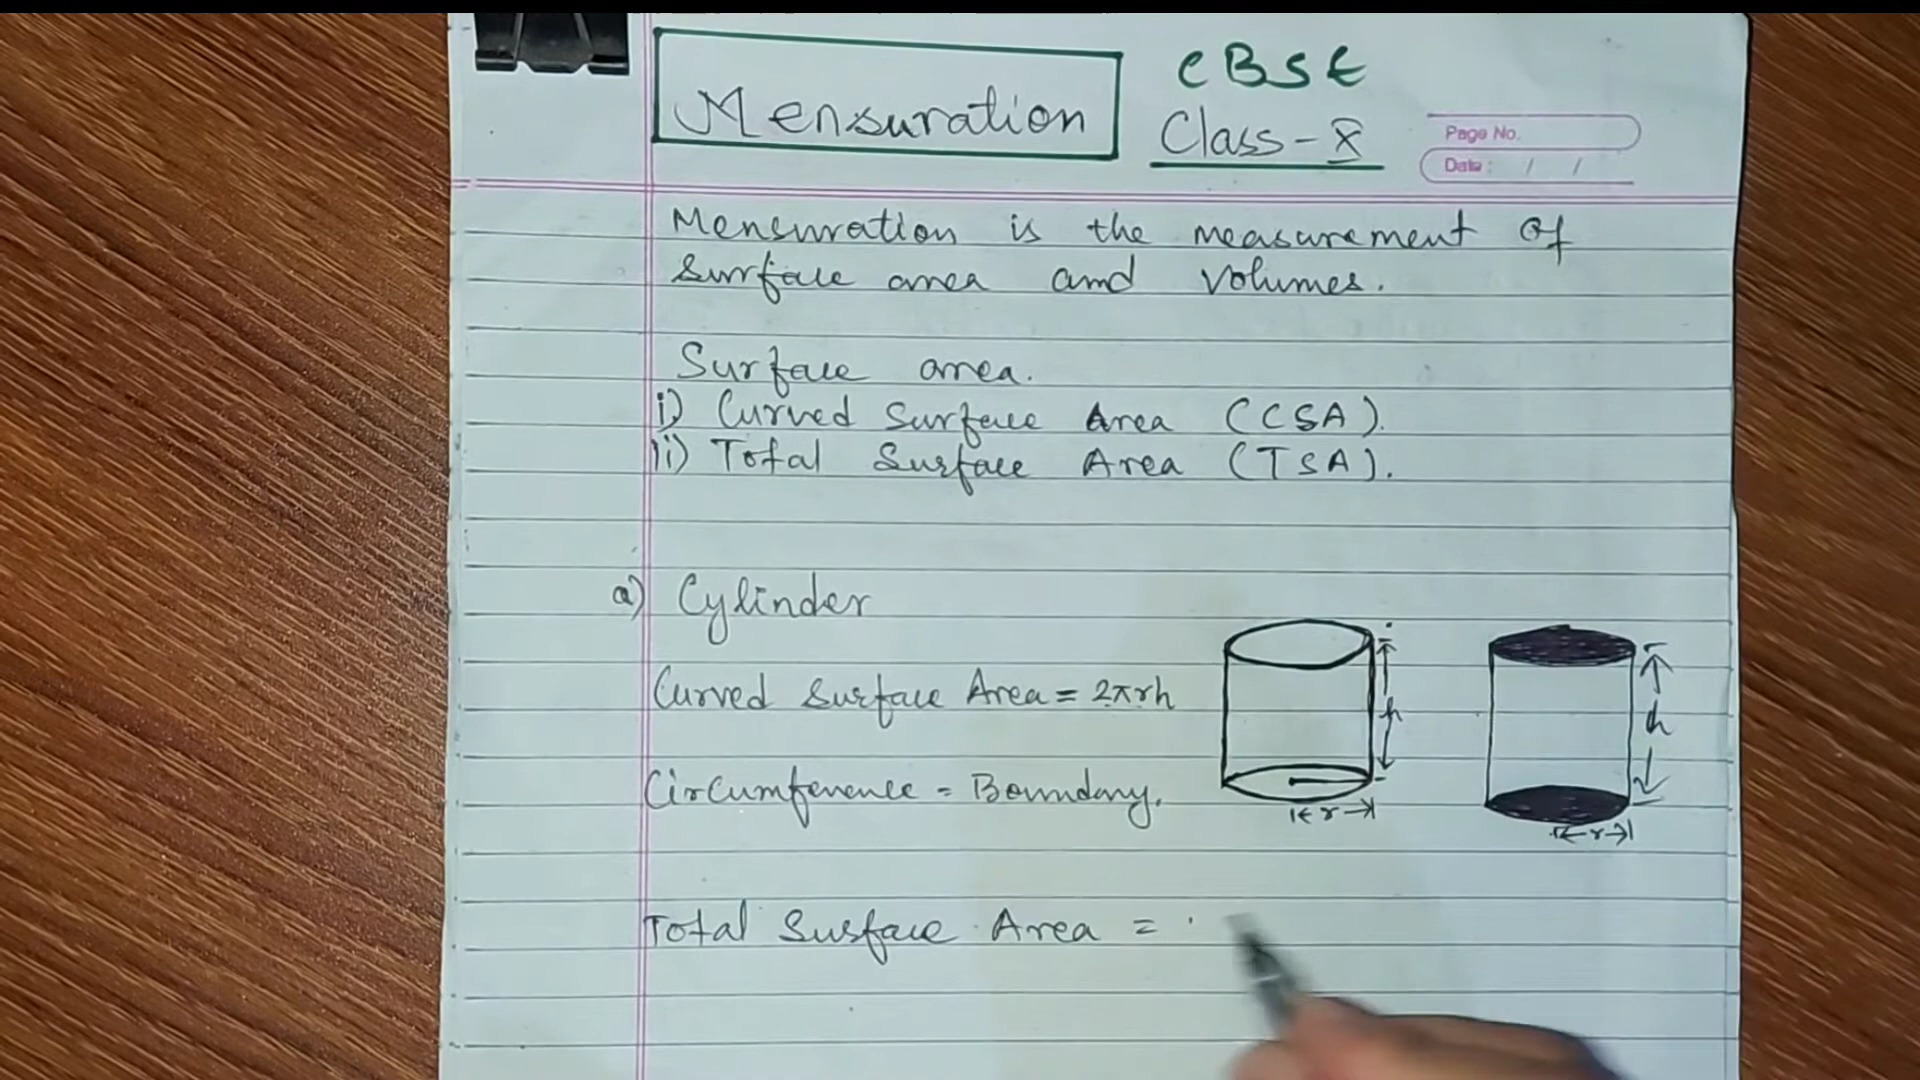 Mensuration
CBSE
Class-X
Page No.
Date: / /
Mensuration is the measurement of
surface area and volumes.
Surface area.
i) Curved Surface Area (CSA).
ii) Total Surface Area (TSA).
a) Cylinder
Curved Surface Area = 2πrh
Circumference = Boundary.
h
r
h
r
Total Surface Area =